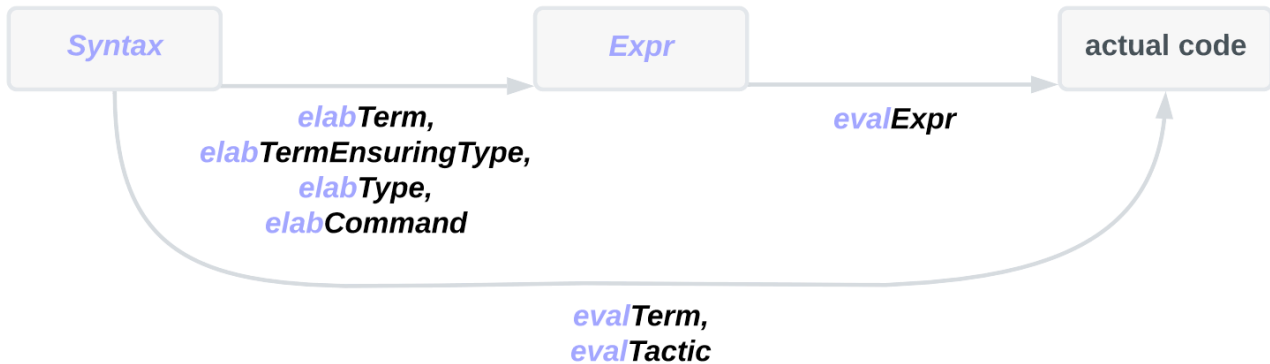 Syntax
Expr
actual code
elabTerm,
elabTermEnsuringType,
elabType,
elabCommand
evalExpr
evalTerm,
evalTactic